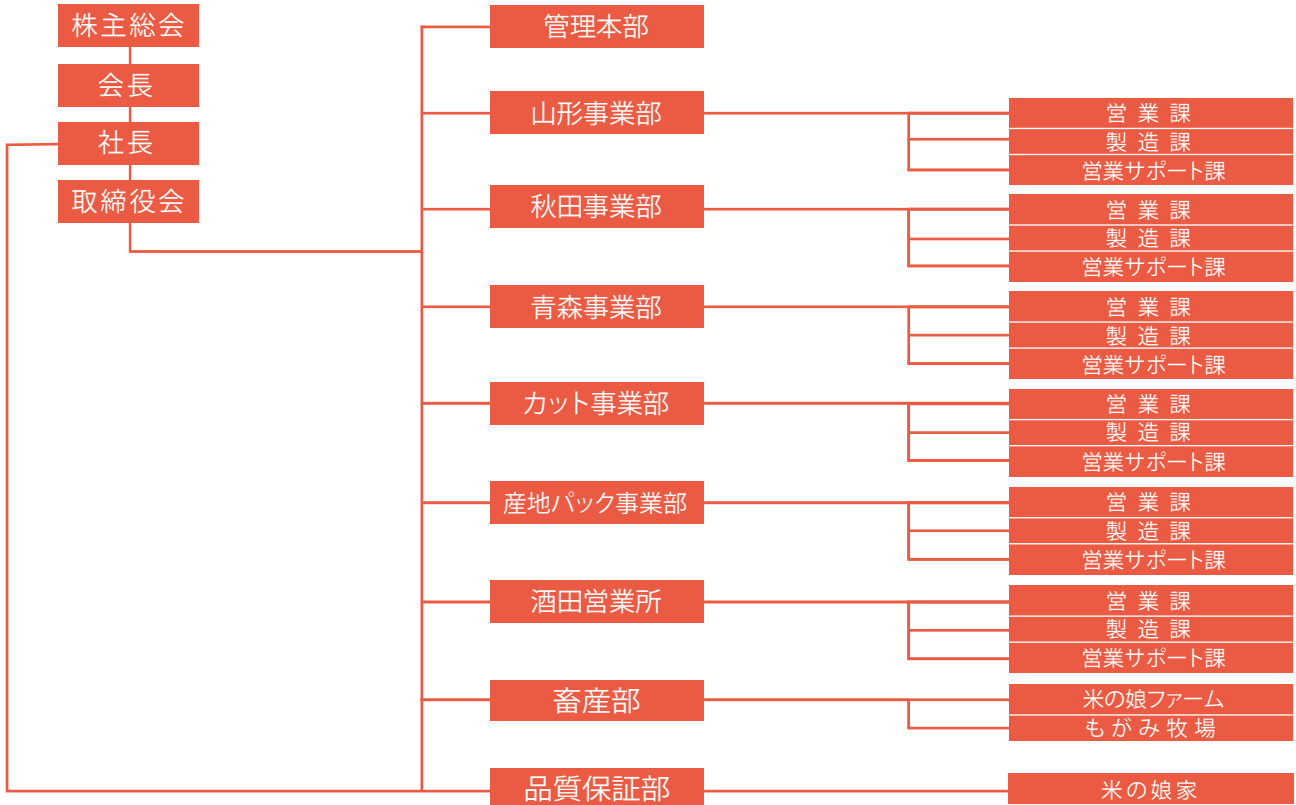 株主総会
会長
社長
取締役会
管理本部
山形事業部
営業課
製造課
営業サポート課
秋田事業部
営業課
製造課
営業サポート課
青森事業部
営業課
製造課
営業サポート課
カット事業部
営業課
製造課
営業サポート課
産地パック事業部
営業課
製造課
営業サポート課
酒田営業所
営業課
製造課
営業サポート課
畜産部
米の娘ファーム
もがみ牧場
品質保証部
米の娘家